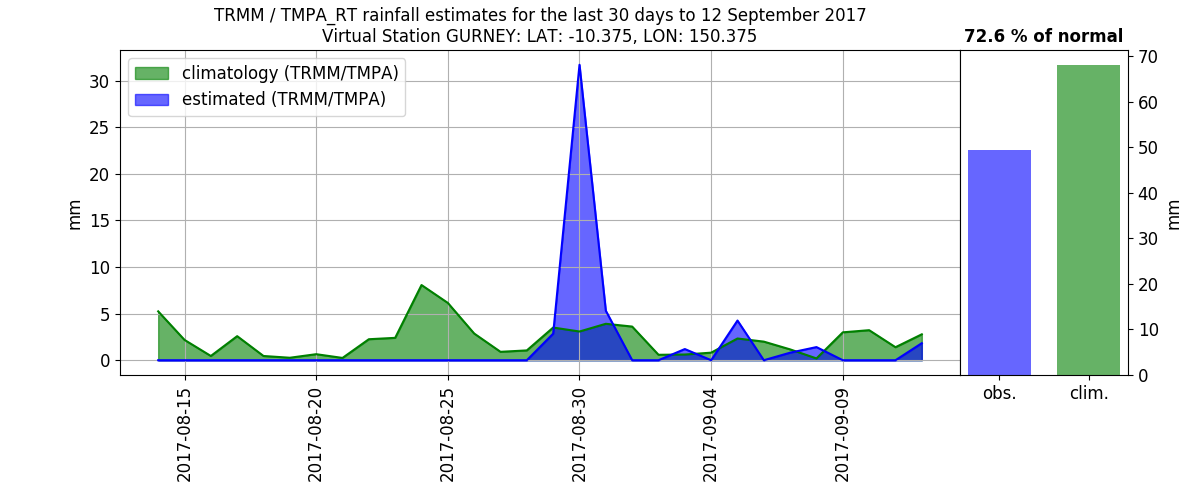 TRMM / TMPA_RT rainfall estimates for the last 30 days to 12 September 2017
Virtual Station GURNEY: LAT: -10.375, LON: 150.375
72.6 % of normal
climatology (TRMM/TMPA)
estimated (TRMM/TMPA)
mm
30
25
20
15
10
5
0
2017-08-15
2017-08-20
2017-08-25
2017-08-30
2017-09-04
2017-09-09
70
60
50
40
30
20
10
0
mm
obs.
clim.